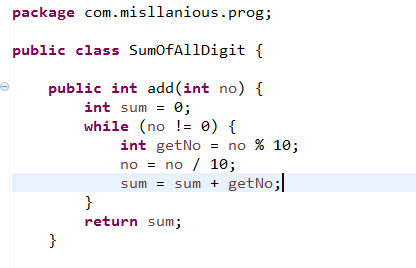 package com.misllanious.prog;
public class SumOfAllDigit {
public int add(int no) {
int sum = 0;
while (no != 0) {
int getNo = no % 10;
no = no / 10;
sum = sum + getNo;
}
return sum;
}